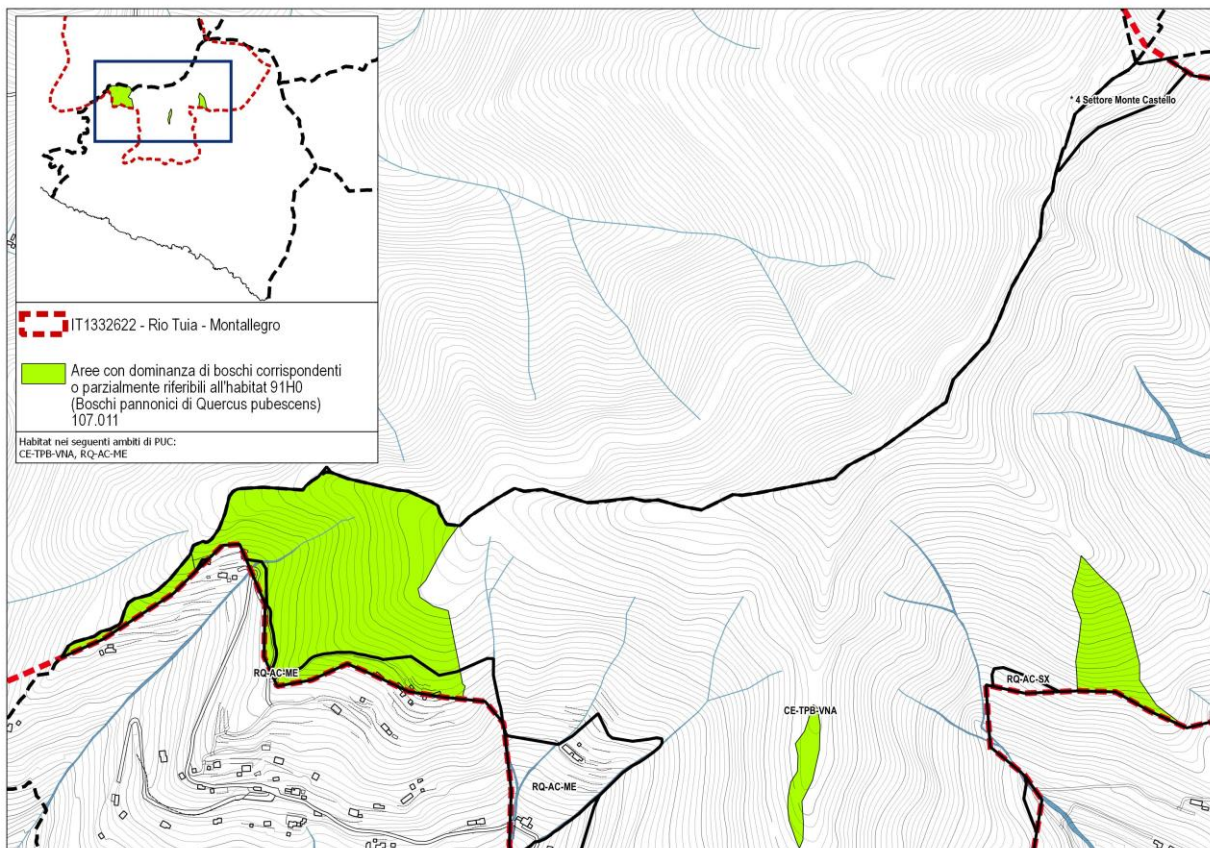 IT1332622 - Rio Tuia - Montallegro
Aree con dominanza di boschi corrispondenti
o parzialmente riferibili all'habitat 91H0
(Boschi pannonici di Quercus pubescens)
107.011
Habitat nei seguenti ambiti di PUC:
CE-TPB-VNA, RQ-AC-ME
* 4 Settore Monte Castello
RQ-AC-ME
RQ-AC-SX
CE-TPB-VNA
RQ-AC-ME